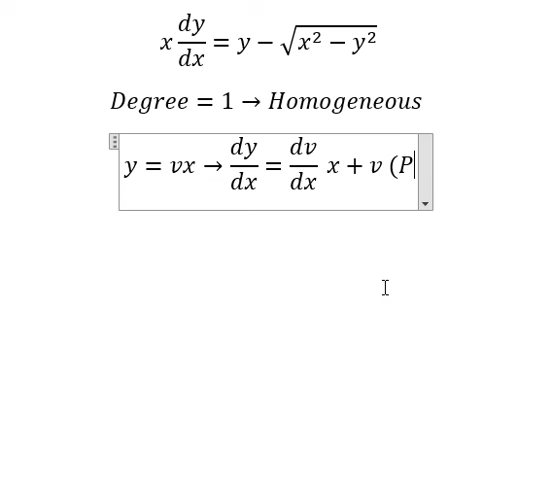 x dy/dx = y − √(x² − y²)
Degree = 1 → Homogeneous
y = vx → dy/dx = dv/dx x + v (P